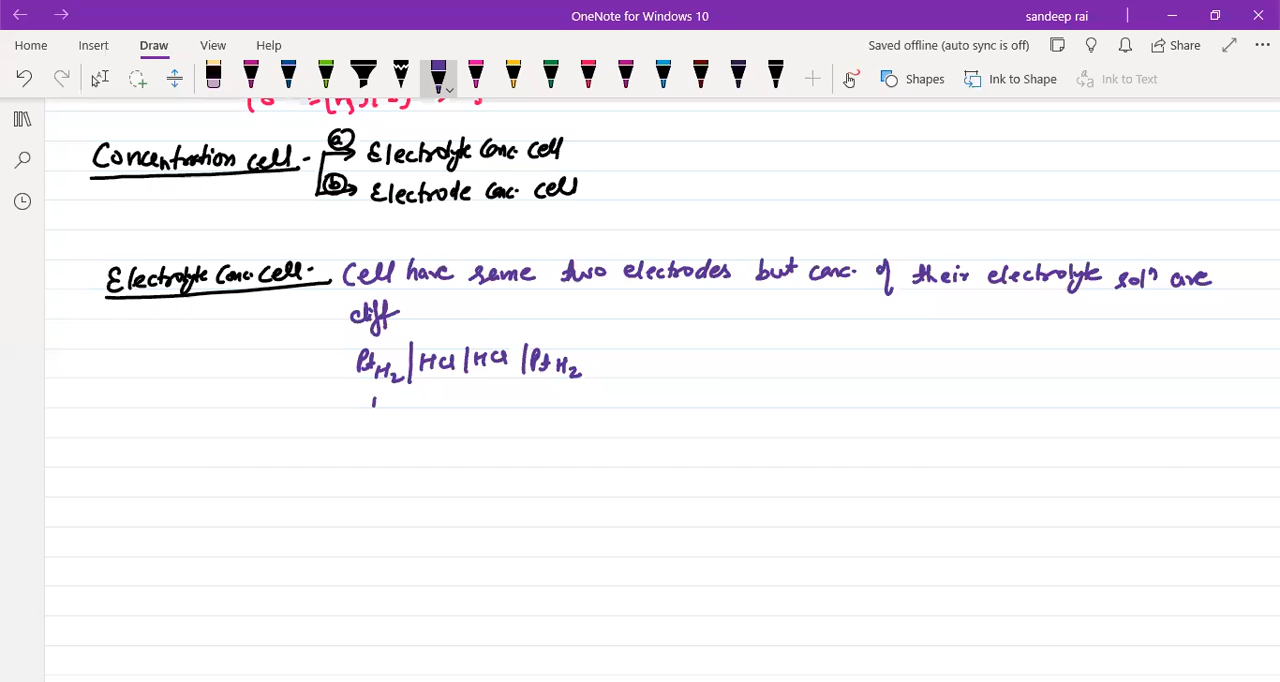 OneNote for Windows 10
sandeep rai
Home Insert Draw View Help
Saved offline (auto sync is off) Share
Shapes Ink to Shape Ink to Text
Concentration cell - (a) Electrolyte Conc cell
(b) Electrode conc. cell
Electrolyte Conc. Cell - Cell have same two electrodes but conc. of their electrolyte solⁿ are
diff
Pt H2 | HCl | HCl | Pt H2